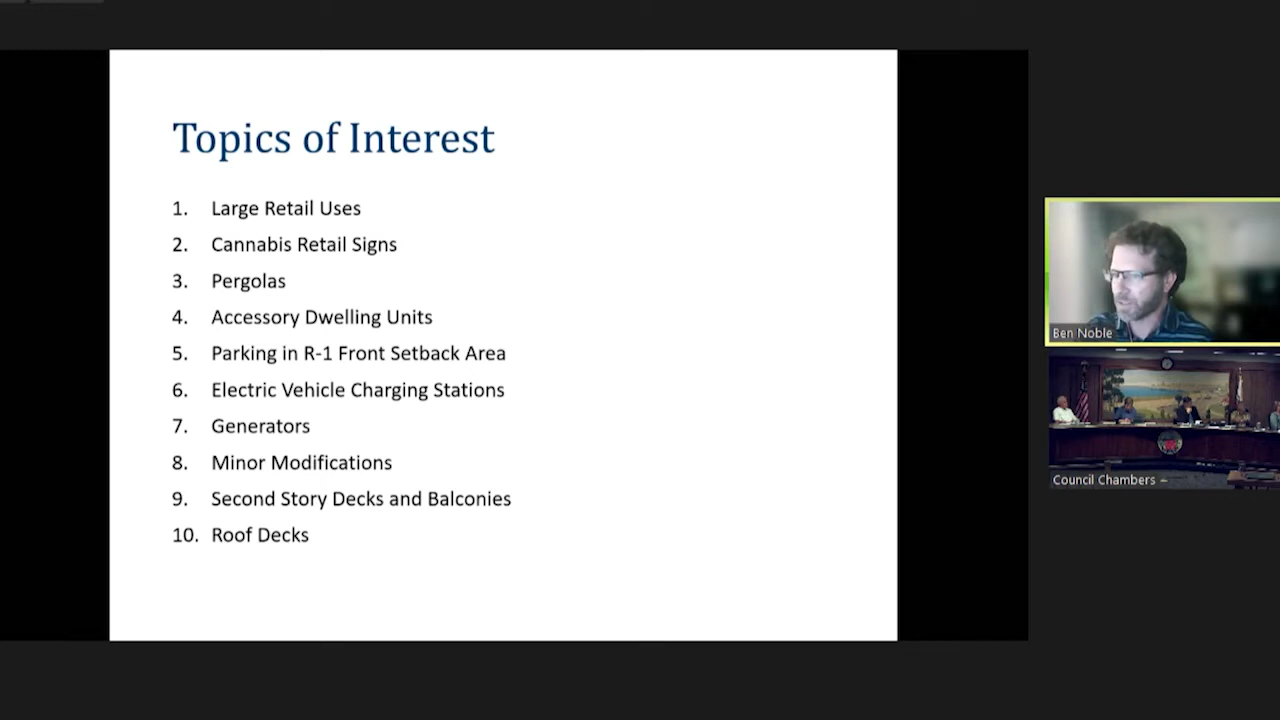 Topics of Interest
1. Large Retail Uses
2. Cannabis Retail Signs
3. Pergolas
4. Accessory Dwelling Units
5. Parking in R-1 Front Setback Area
6. Electric Vehicle Charging Stations
7. Generators
8. Minor Modifications
9. Second Story Decks and Balconies
10. Roof Decks
Ben Noble
Council Chambers